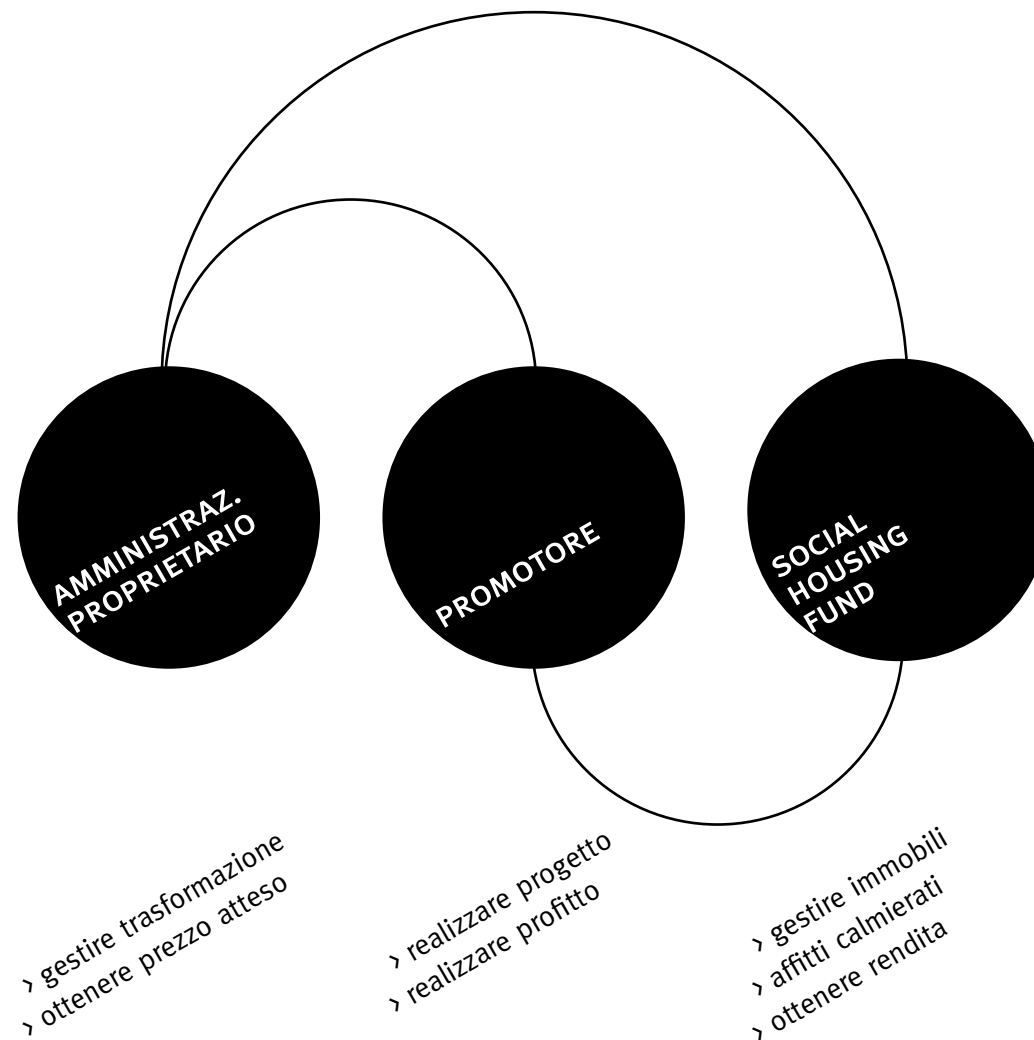 AMMINISTRAZ.
PROPRIETARIO
PROMOTORE
SOCIAL
HOUSING
FUND
› gestire trasformazione
› ottenere prezzo atteso
› realizzare progetto
› realizzare profitto
› gestire immobili
› affitti calmierati
› ottenere rendita